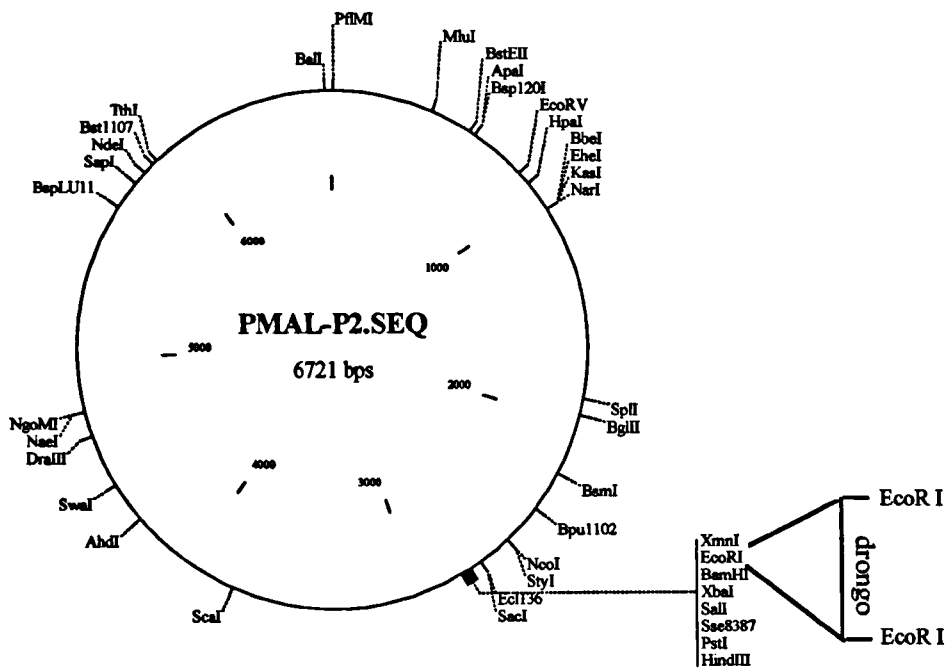 PflMI
BalI
MluI
BstEII
ApaI
Bsp120I
EcoRV
HpaI
BbeI
EheI
KasI
NarI
TthI
Bst1107
NdeI
SapI
BspLU11
6000
1000
PMAL-P2.SEQ
6721 bps
5000
2000
4000
3000
SplI
BglII
BsmI
Bpu1102
NcoI
StyI
Ecl136
SacI
NgoMI
NaeI
DraIII
SwaI
AhdI
ScaI
XmnI
EcoRI
BamHI
XbaI
SalI
Sse8387
PstI
HindIII
EcoR I
drongo
EcoR I